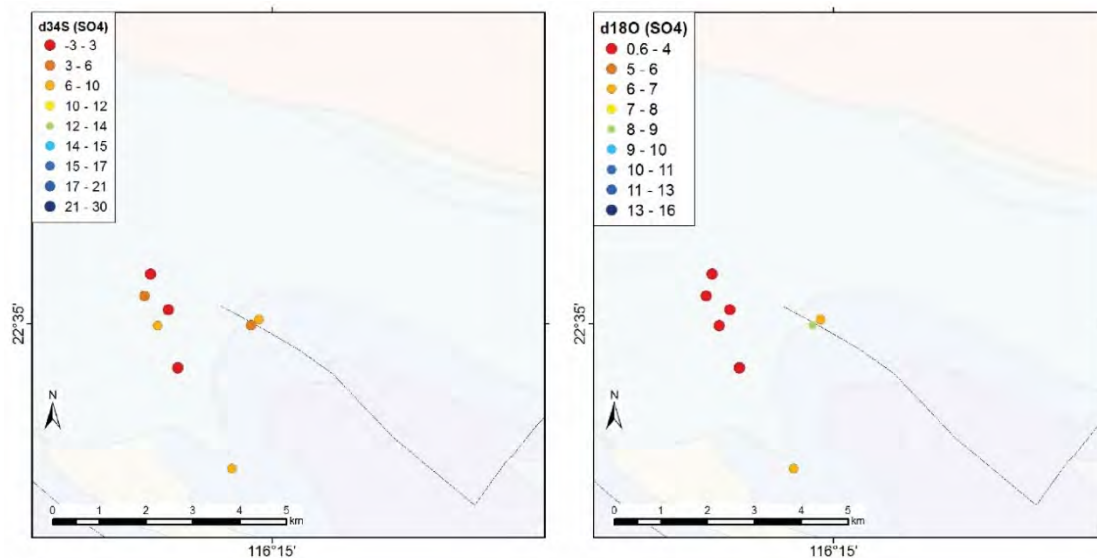 d34S (SO4)
-3 - 3
3 - 6
6 - 10
10 - 12
12 - 14
14 - 15
15 - 17
17 - 21
21 - 30
22°35'
N
0 1 2 3 4 5
km
116°15'
d18O (SO4)
0.6 - 4
5 - 6
6 - 7
7 - 8
8 - 9
9 - 10
10 - 11
11 - 13
13 - 16
22°35'
N
0 1 2 3 4 5
km
116°15'